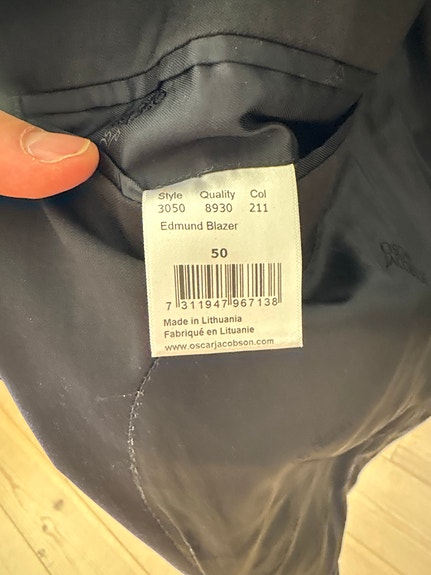 Style Quality Col
3050 8930 211
Edmund Blazer
50
7 311947 967138
Made in Lithuania
Fabriqué en Lituanie
www.oscarjacobson.com